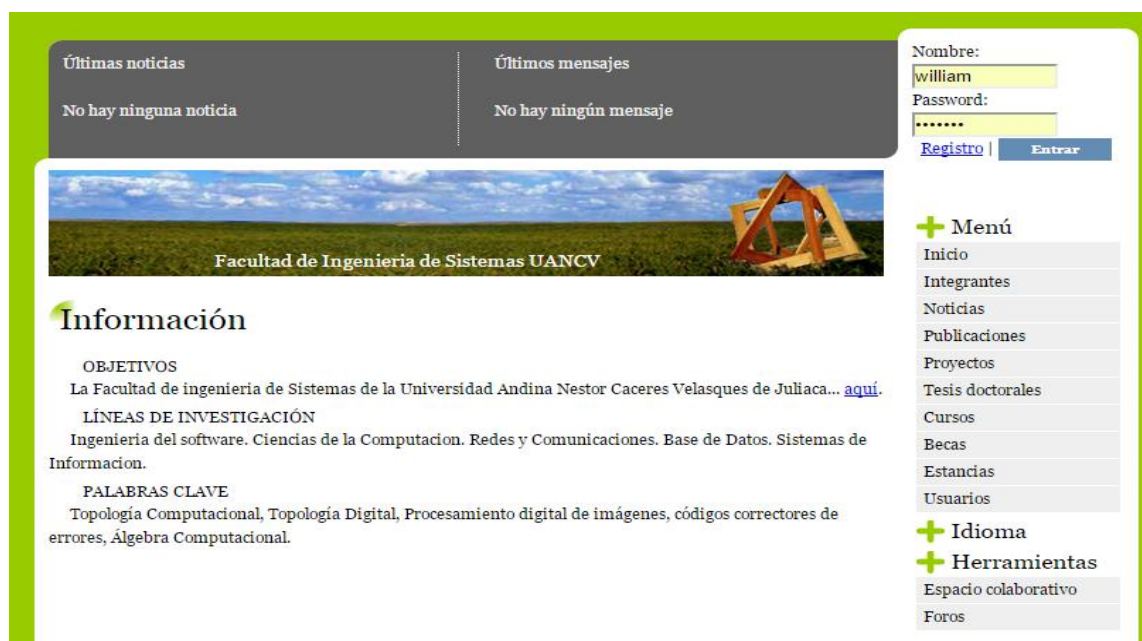 Últimas noticias
No hay ninguna noticia
Últimos mensajes
No hay ningún mensaje
Nombre:
william
Password:
•••••••
Registro | Entrar
Facultad de Ingenieria de Sistemas UANCV
Información
OBJETIVOS
La Facultad de ingenieria de Sistemas de la Universidad Andina Nestor Caceres Velasques de Juliaca... aquí.
LÍNEAS DE INVESTIGACIÓN
Ingenieria del software. Ciencias de la Computacion. Redes y Comunicaciones. Base de Datos. Sistemas de
Informacion.
PALABRAS CLAVE
Topología Computacional, Topología Digital, Procesamiento digital de imágenes, códigos correctores de
errores, Álgebra Computacional.
Menú
Inicio
Integrantes
Noticias
Publicaciones
Proyectos
Tesis doctorales
Cursos
Becas
Estancias
Usuarios
Idioma
Herramientas
Espacio colaborativo
Foros